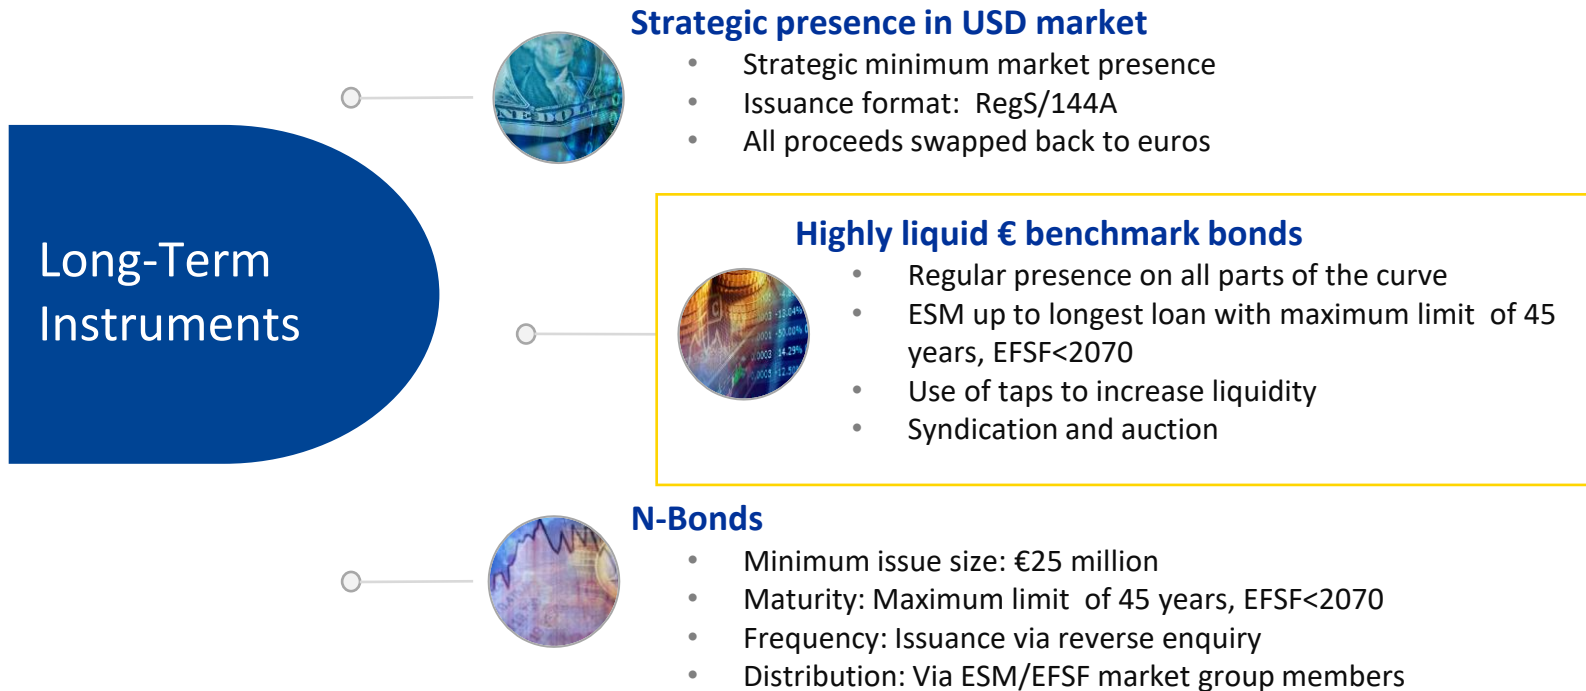 Strategic presence in USD market
• Strategic minimum market presence
• Issuance format: RegS/144A
• All proceeds swapped back to euros
Long-Term
Instruments
Highly liquid € benchmark bonds
• Regular presence on all parts of the curve
• ESM up to longest loan with maximum limit of 45
years, EFSF<2070
• Use of taps to increase liquidity
• Syndication and auction
N-Bonds
• Minimum issue size: €25 million
• Maturity: Maximum limit of 45 years, EFSF<2070
• Frequency: Issuance via reverse enquiry
• Distribution: Via ESM/EFSF market group members